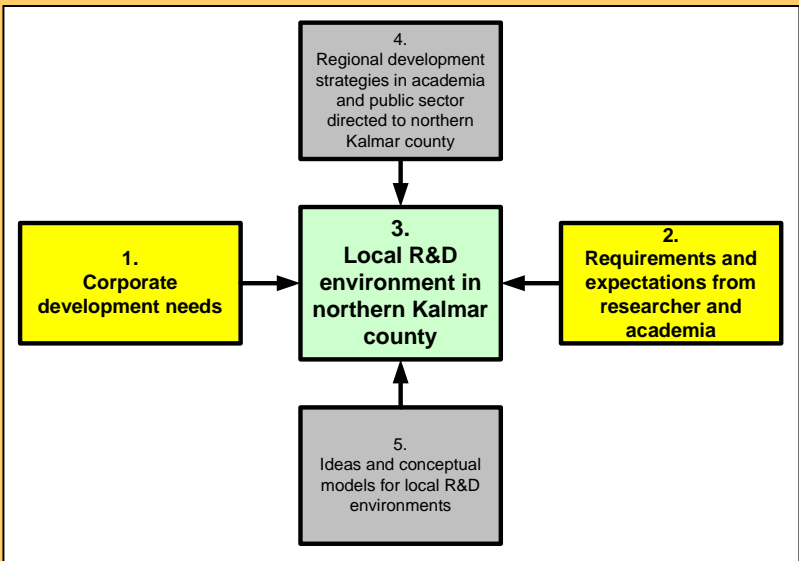 4.
Regional development
strategies in academia
and public sector
directed to northern
Kalmar county
1.
Corporate
development needs
3.
Local R&D
environment in
northern Kalmar
county
2.
Requirements and
expectations from
researcher and
academia
5.
Ideas and conceptual
models for local R&D
environments